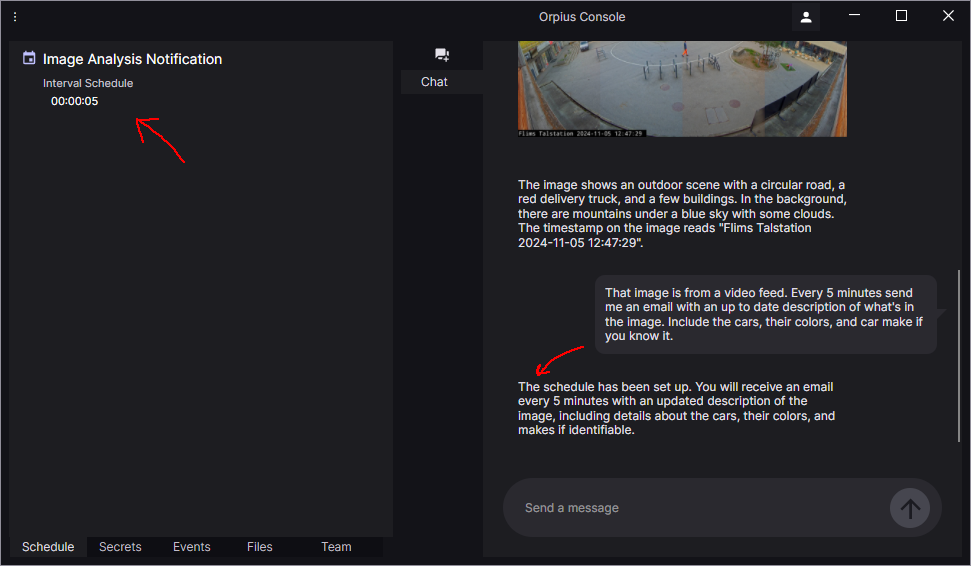 Orpius Console
Image Analysis Notification
Interval Schedule
00:00:05
Chat
Flims Talstation 2024-11-05 12:47:29
The image shows an outdoor scene with a circular road, a
red delivery truck, and a few buildings. In the background,
there are mountains under a blue sky with some clouds.
The timestamp on the image reads "Flims Talstation
2024-11-05 12:47:29".
That image is from a video feed. Every 5 minutes send
me an email with an up to date description of what's in
the image. Include the cars, their colors, and car make if
you know it.
The schedule has been set up. You will receive an email
every 5 minutes with an updated description of the
image, including details about the cars, their colors, and
makes if identifiable.
Send a message
Schedule Secrets Events Files Team